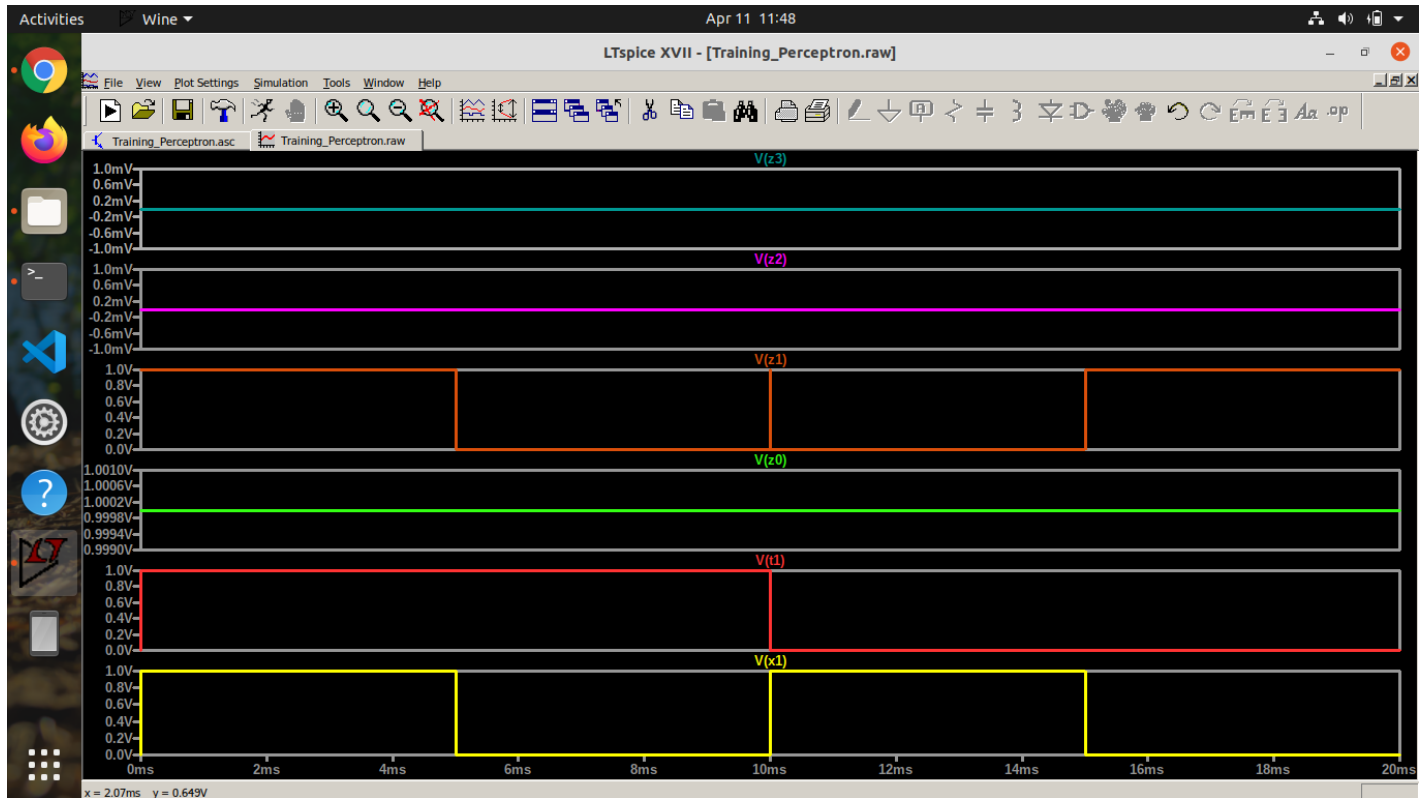 Activities Wine Apr 11 11:48
LTspice XVII - [Training_Perceptron.raw]
File View Plot Settings Simulation Tools Window Help
Aa .op
Training_Perceptron.asc Training_Perceptron.raw
V(z3)
1.0mV
0.6mV
0.2mV
-0.2mV
-0.6mV
-1.0mV
V(z2)
1.0mV
0.6mV
0.2mV
-0.2mV
-0.6mV
-1.0mV
V(z1)
1.0V
0.8V
0.6V
0.4V
0.2V
0.0V
V(z0)
1.0010V
1.0006V
1.0002V
0.9998V
0.9994V
0.9990V
V(t1)
1.0V
0.8V
0.6V
0.4V
0.2V
0.0V
V(x1)
1.0V
0.8V
0.6V
0.4V
0.2V
0.0V
0ms 2ms 4ms 6ms 8ms 10ms 12ms 14ms 16ms 18ms 20ms
x = 2.07ms y = 0.649V